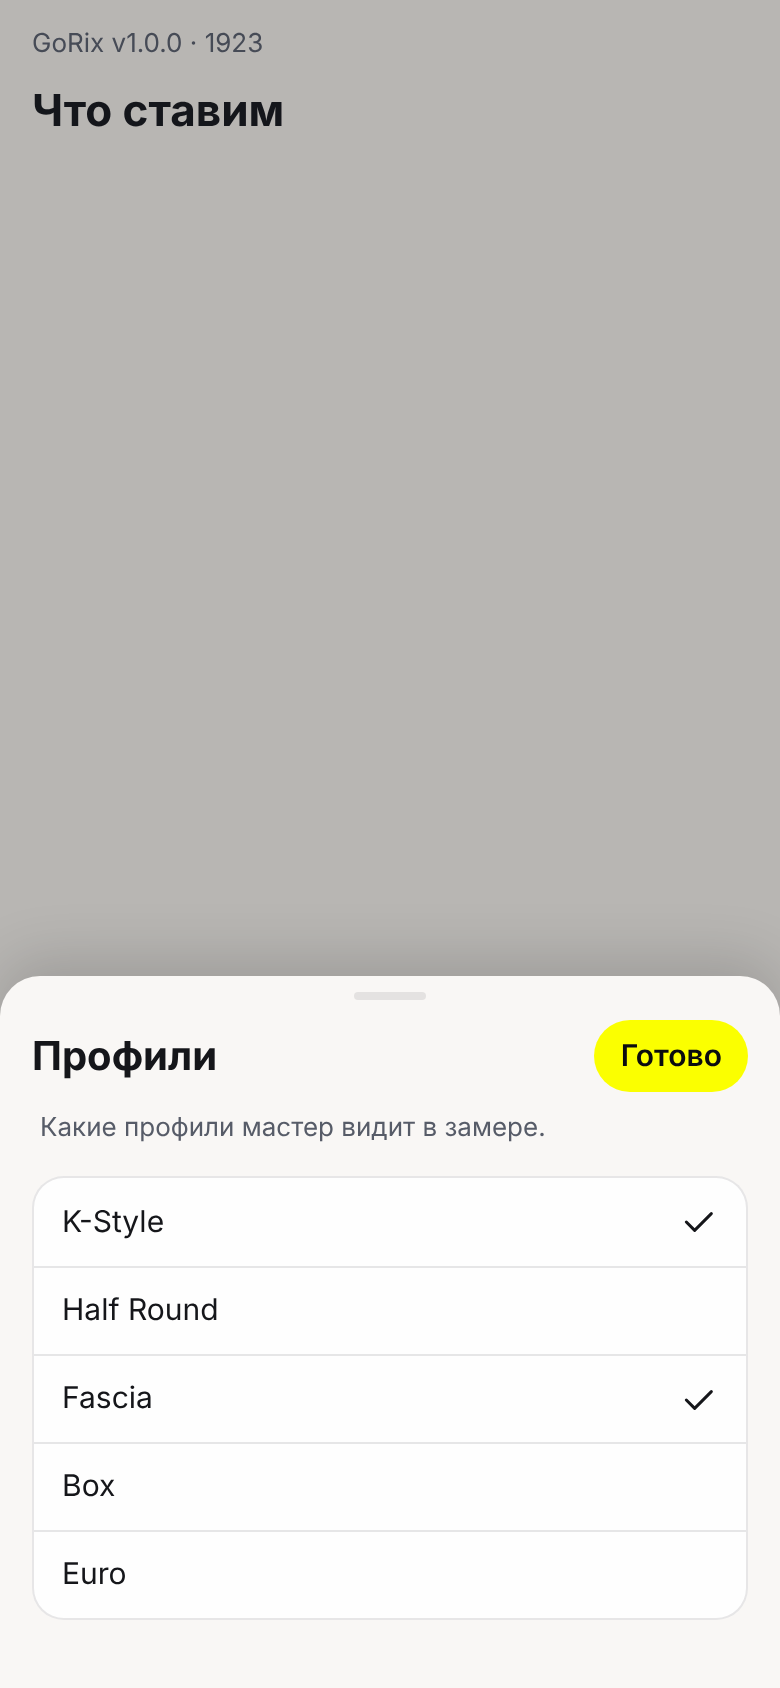 GoRix v1.0.0 · 1923
Что ставим
Профили
Готово
Какие профили мастер видит в замере.
K-Style
Half Round
Fascia
Box
Euro